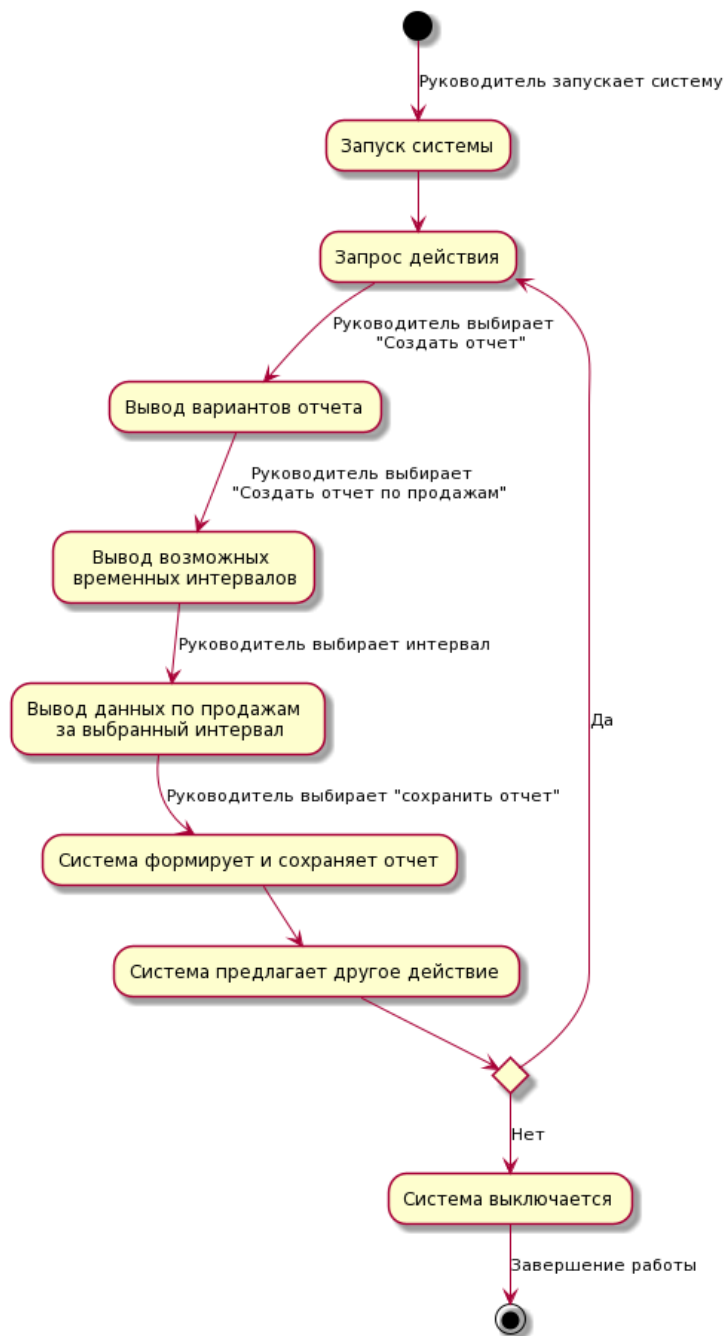 Руководитель запускает систему
Запуск системы
Запрос действия
Руководитель выбирает
"Создать отчет"
Вывод вариантов отчета
Руководитель выбирает
"Создать отчет по продажам"
Вывод возможных
временных интервалов
Руководитель выбирает интервал
Вывод данных по продажам
за выбранный интервал
Да
Руководитель выбирает "сохранить отчет"
Система формирует и сохраняет отчет
Система предлагает другое действие
Нет
Система выключается
Завершение работы